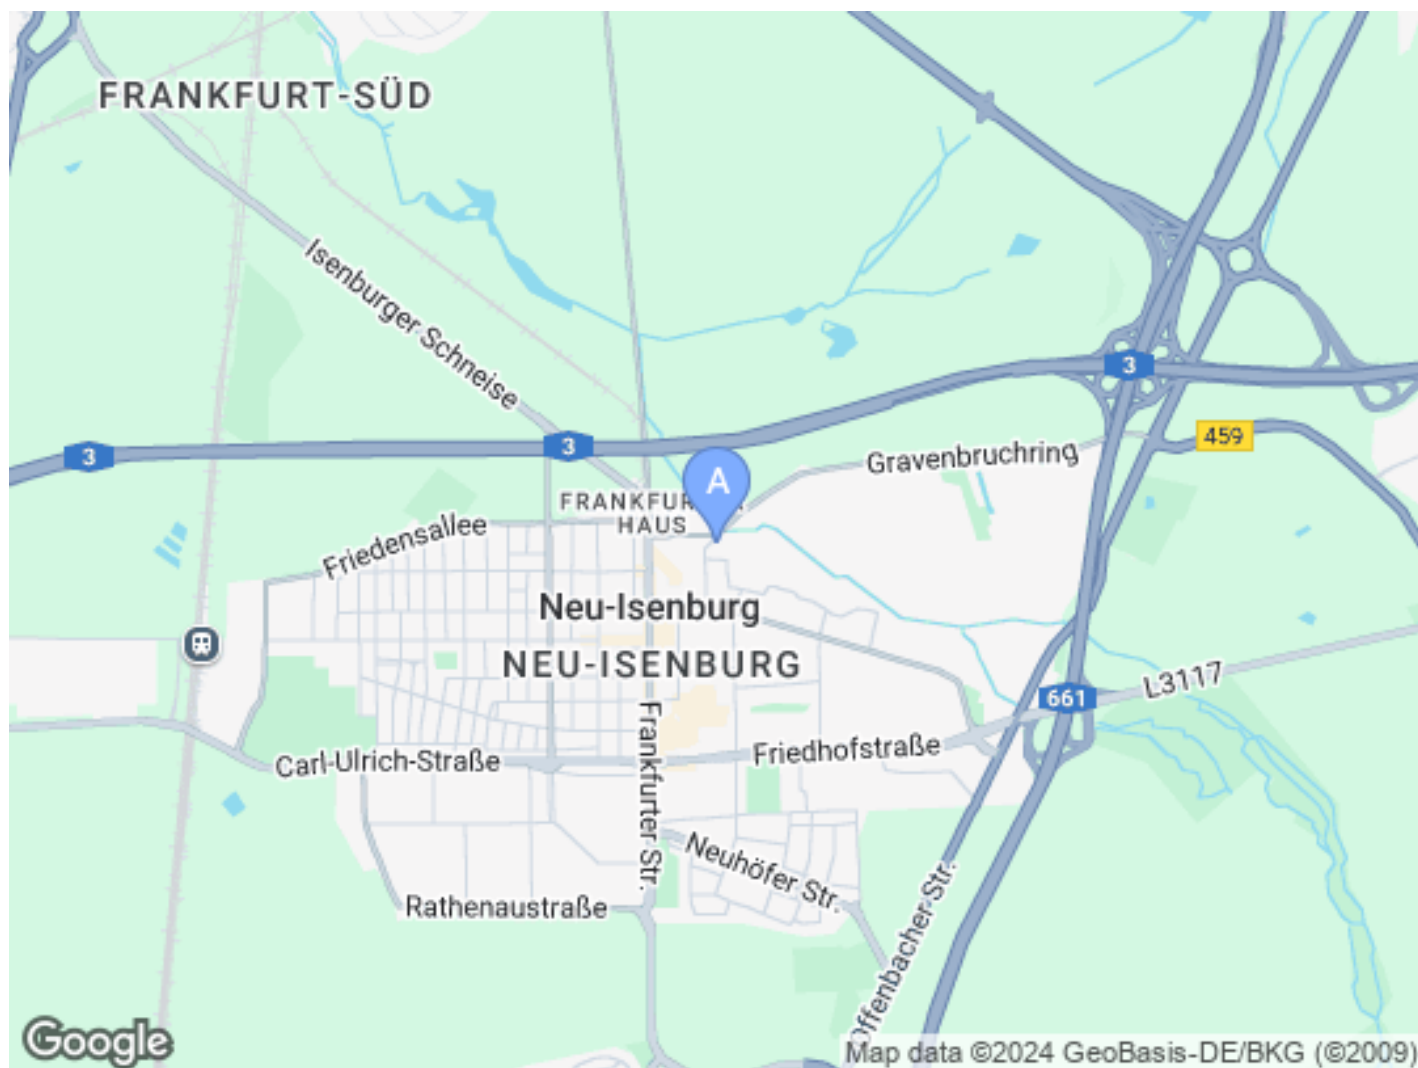 FRANKFURT-SÜD
Isenburger Schneise
3
3
3
459
Gravenbruchring
A
HAUS
Friedensallee
Neu-Isenburg
NEU-ISENBURG
L3117
661
Frankfurter Str.
Friedhofstraße
Carl-Ulrich-Straße
Neuhöfer Str.
Rathenaustraße
Offenbacher Str.
Google
Map data ©2024 GeoBasis-DE/BKG (©2009)